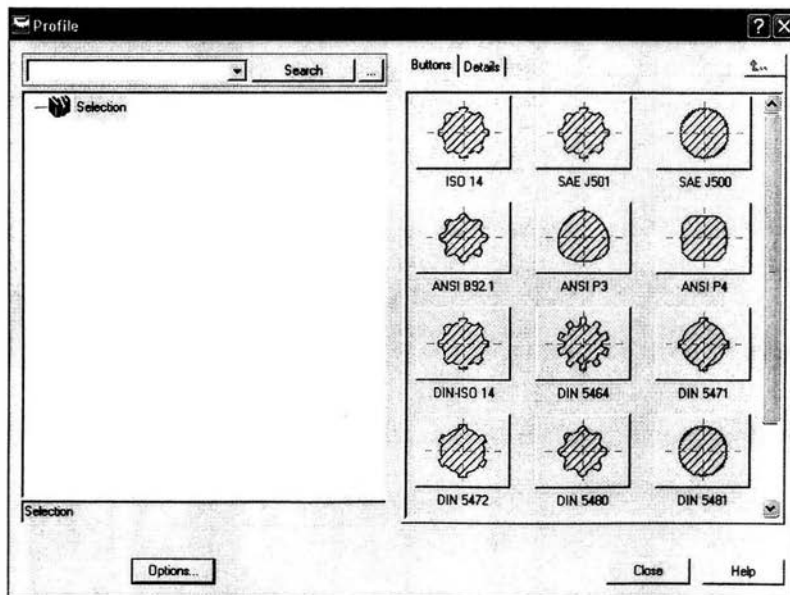 Profile
Search ...
Selection
Buttons Details
ISO 14 SAE J501 SAE J500
ANSI B92.1 ANSI P3 ANSI P4
DIN-ISO 14 DIN 5464 DIN 5471
DIN 5472 DIN 5480 DIN 5481
Selection
Options... Close Help